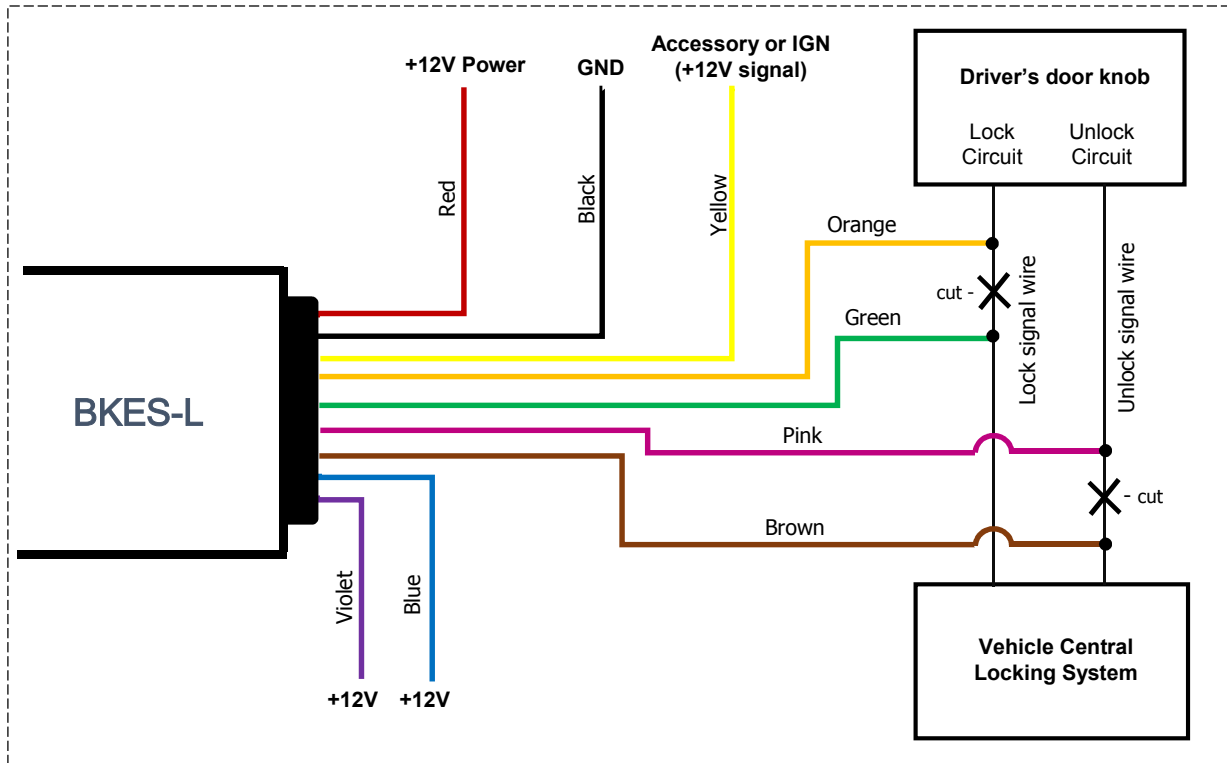 +12V Power
GND
Accessory or IGN
(+12V signal)
Driver's door knob
Lock
Circuit
Unlock
Circuit
Red
Black
Yellow
Orange
cut -
Green
Lock signal wire
Unlock signal wire
BKES-L
Pink
- cut
Brown
Violet
Blue
+12V
+12V
Vehicle Central
Locking System